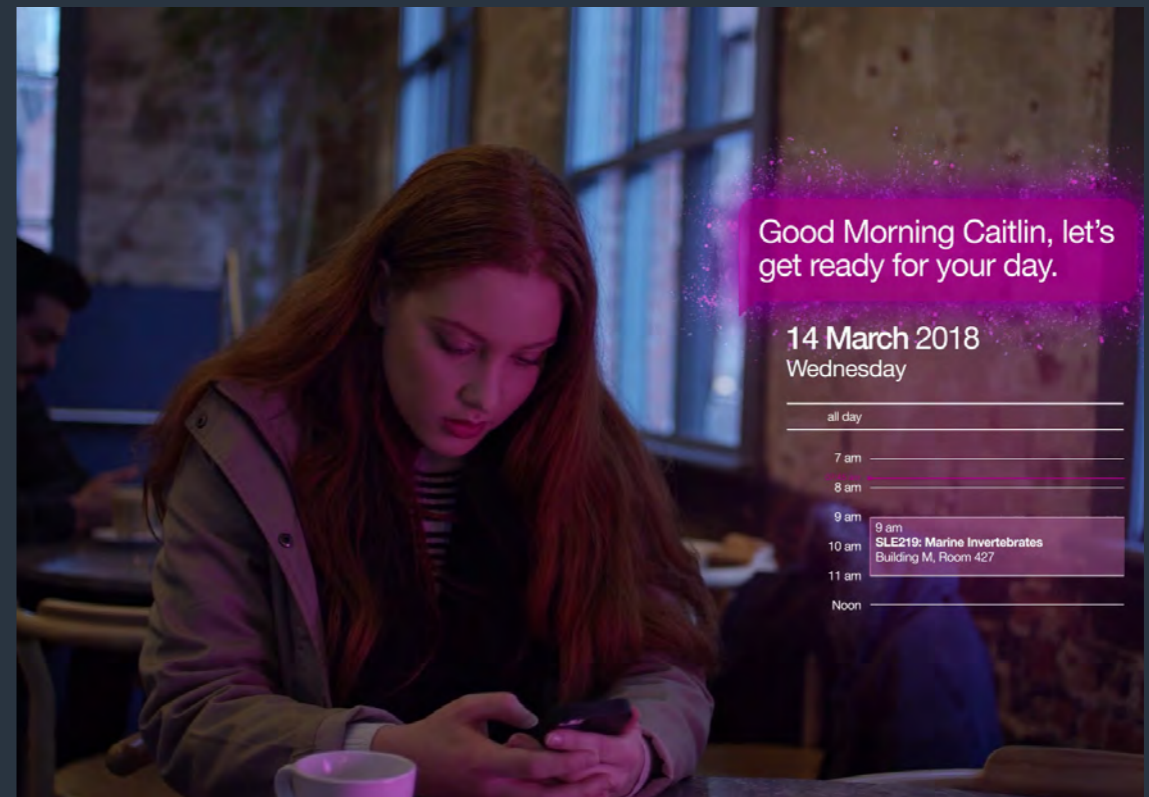 Good Morning Caitlin, let's
get ready for your day.
14 March 2018
Wednesday
all day
7 am
8 am
9 am
9 am
SLE219: Marine Invertebrates
10 am
Building M, Room 427
11 am
Noon